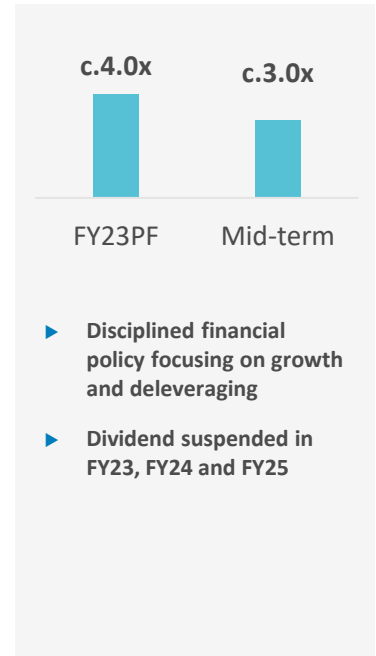 c.4.0x
c.3.0x
FY23PF
Mid-term
Disciplined financial
policy focusing on growth
and deleveraging
Dividend suspended in
FY23, FY24 and FY25